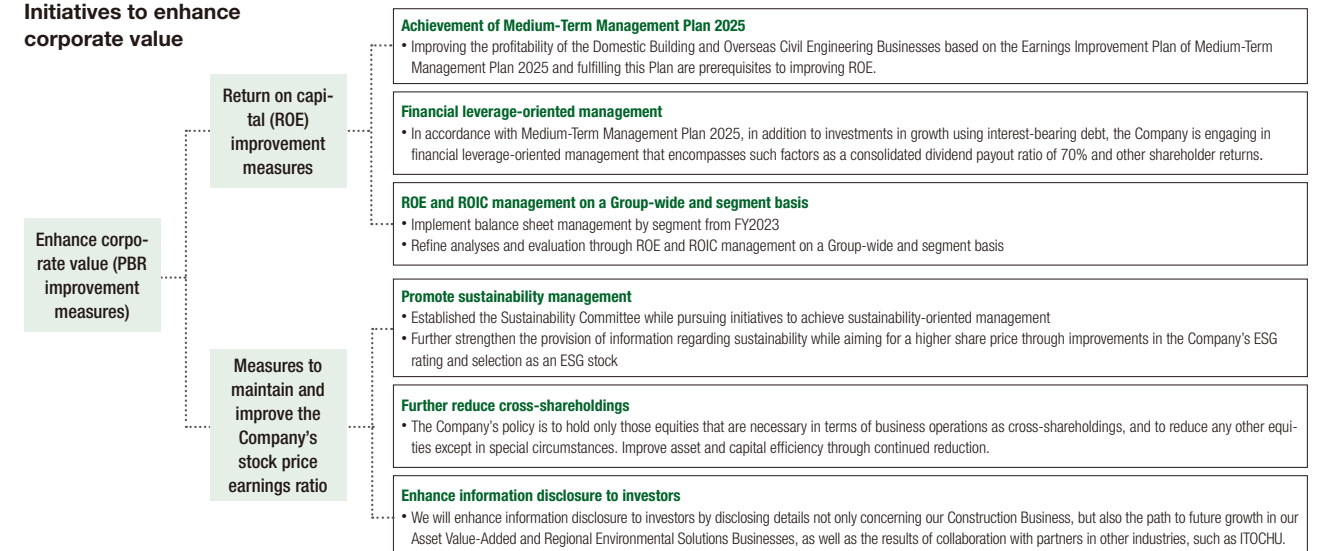 Initiatives to enhance
corporate value
Enhance corpo-
rate value (PBR
improvement
measures)
Return on capi-
tal (ROE)
improvement
measures
Achievement of Medium-Term Management Plan 2025
• Improving the profitability of the Domestic Building and Overseas Civil Engineering Businesses based on the Earnings Improvement Plan of Medium-Term
Management Plan 2025 and fulfilling this Plan are prerequisites to improving ROE.
Financial leverage-oriented management
• In accordance with Medium-Term Management Plan 2025, in addition to investments in growth using interest-bearing debt, the Company is engaging in
financial leverage-oriented management that encompasses such factors as a consolidated dividend payout ratio of 70% and other shareholder returns.
ROE and ROIC management on a Group-wide and segment basis
• Implement balance sheet management by segment from FY2023
• Refine analyses and evaluation through ROE and ROIC management on a Group-wide and segment basis
Measures to
maintain and
improve the
Company's
stock price
earnings ratio
Promote sustainability management
• Established the Sustainability Committee while pursuing initiatives to achieve sustainability-oriented management
• Further strengthen the provision of information regarding sustainability while aiming for a higher share price through improvements in the Company's ESG
rating and selection as an ESG stock
Further reduce cross-shareholdings
• The Company's policy is to hold only those equities that are necessary in terms of business operations as cross-shareholdings, and to reduce any other equi-
ties except in special circumstances. Improve asset and capital efficiency through continued reduction.
Enhance information disclosure to investors
• We will enhance information disclosure to investors by disclosing details not only concerning our Construction Business, but also the path to future growth in our
Asset Value-Added and Regional Environmental Solutions Businesses, as well as the results of collaboration with partners in other industries, such as ITOCHU.